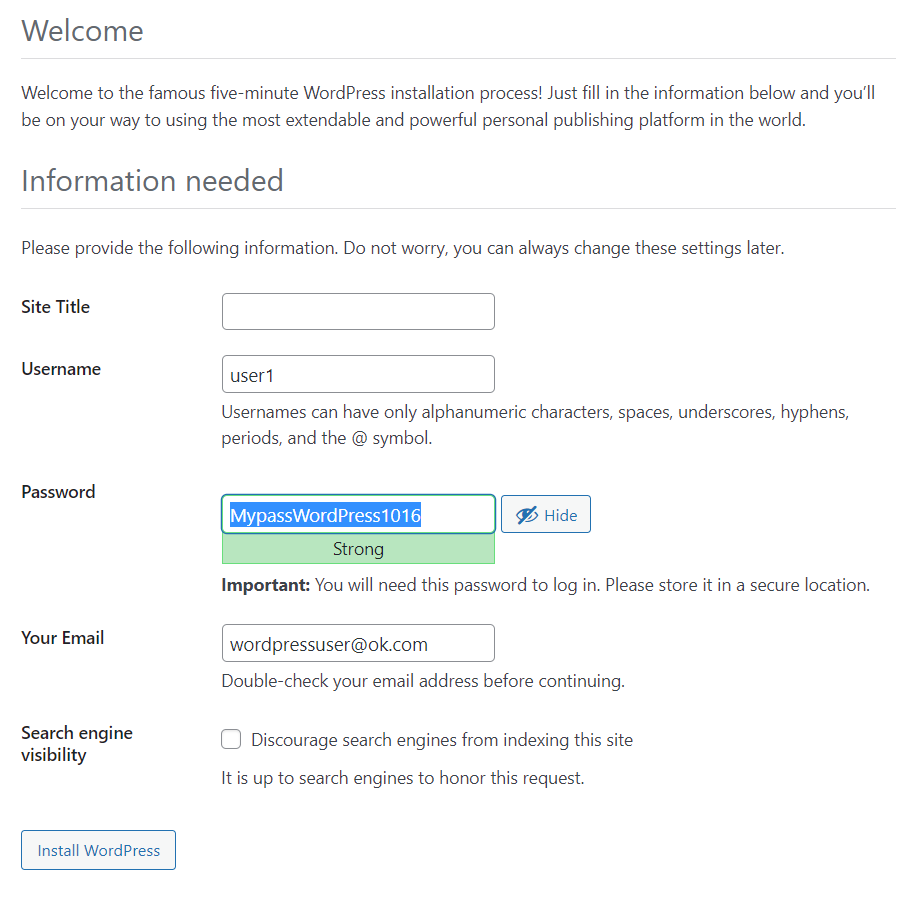 Welcome
Welcome to the famous five-minute WordPress installation process! Just fill in the information below and you’ll
be on your way to using the most extendable and powerful personal publishing platform in the world.
Information needed
Please provide the following information. Do not worry, you can always change these settings later.
Site Title
Username
user1
Usernames can have only alphanumeric characters, spaces, underscores, hyphens,
periods, and the @ symbol.
Password
MypassWordPress1016
Hide
Strong
Important: You will need this password to log in. Please store it in a secure location.
Your Email
wordpressuser@ok.com
Double-check your email address before continuing.
Search engine
visibility
Discourage search engines from indexing this site
It is up to search engines to honor this request.
Install WordPress